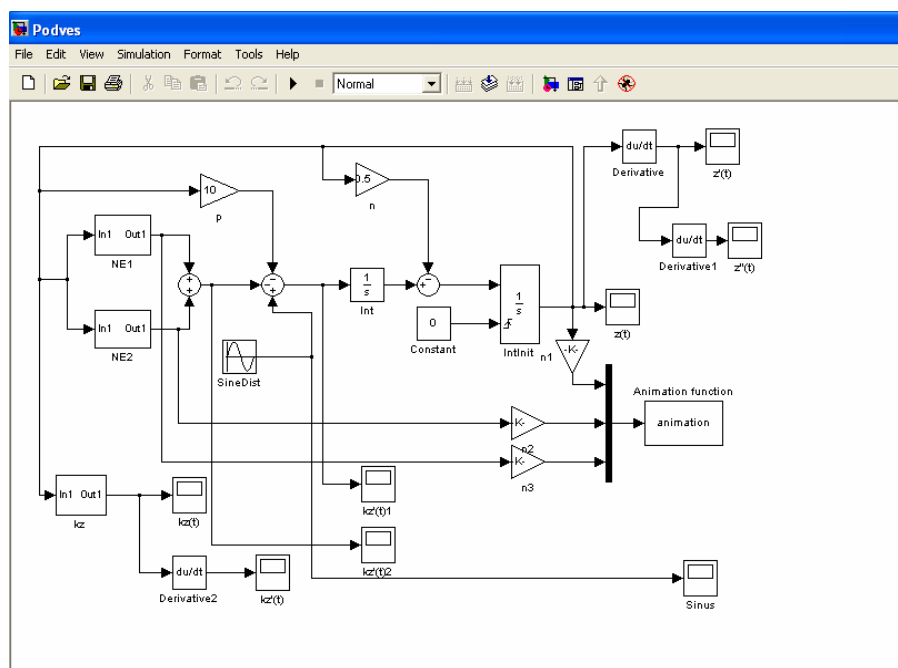 Podves
File Edit View Simulation Format Tools Help
Normal
du/dt
Derivative
z'(t)
10
p
0.5
n
In1 Out1
NE1
du/dt
Derivative1
z''(t)
+
+
-
-
+
1
s
Int
+
-
1
s
IntInit
z(t)
0
Constant
In1 Out1
NE2
SineDist
-K-
n1
Animation function
animation
K-
n2
K-
n3
In1 Out1
kz
kz(t)
kz'(t)1
du/dt
Derivative2
kz'(t)
kz'(t)2
Sinus